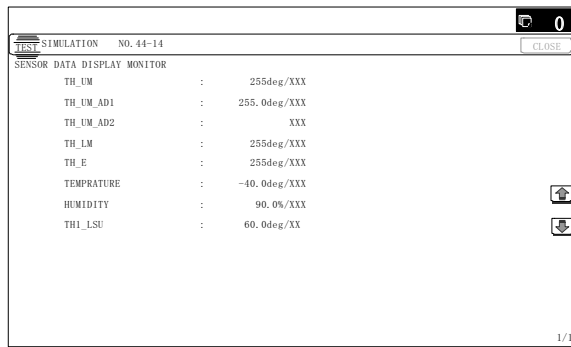 0
TEST SIMULATION NO. 44-14
CLOSE
SENSOR DATA DISPLAY MONITOR
TH_UM : 255deg/XXX
TH_UM_AD1 : 255.0deg/XXX
TH_UM_AD2 : XXX
TH_LM : 255deg/XXX
TH_E : 255deg/XXX
TEMPRATURE : -40.0deg/XXX
HUMIDITY : 90.0%/XXX
TH1_LSU : 60.0deg/XX
1/1